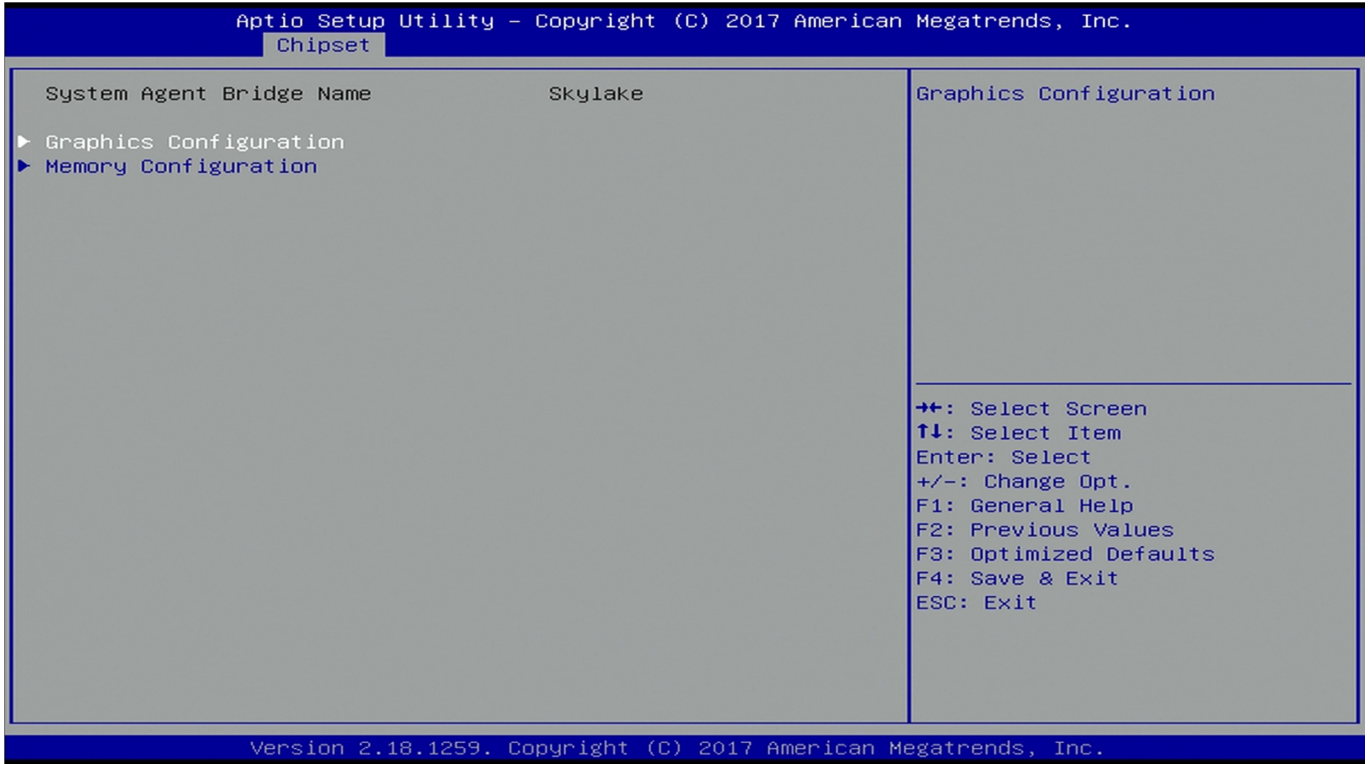 Aptio Setup Utility – Copyright (C) 2017 American Megatrends, Inc.
Chipset
System Agent Bridge Name Skylake
► Graphics Configuration
► Memory Configuration
Graphics Configuration
→←: Select Screen
↑↓: Select Item
Enter: Select
+/-: Change Opt.
F1: General Help
F2: Previous Values
F3: Optimized Defaults
F4: Save & Exit
ESC: Exit
Version 2.18.1259. Copyright (C) 2017 American Megatrends, Inc.